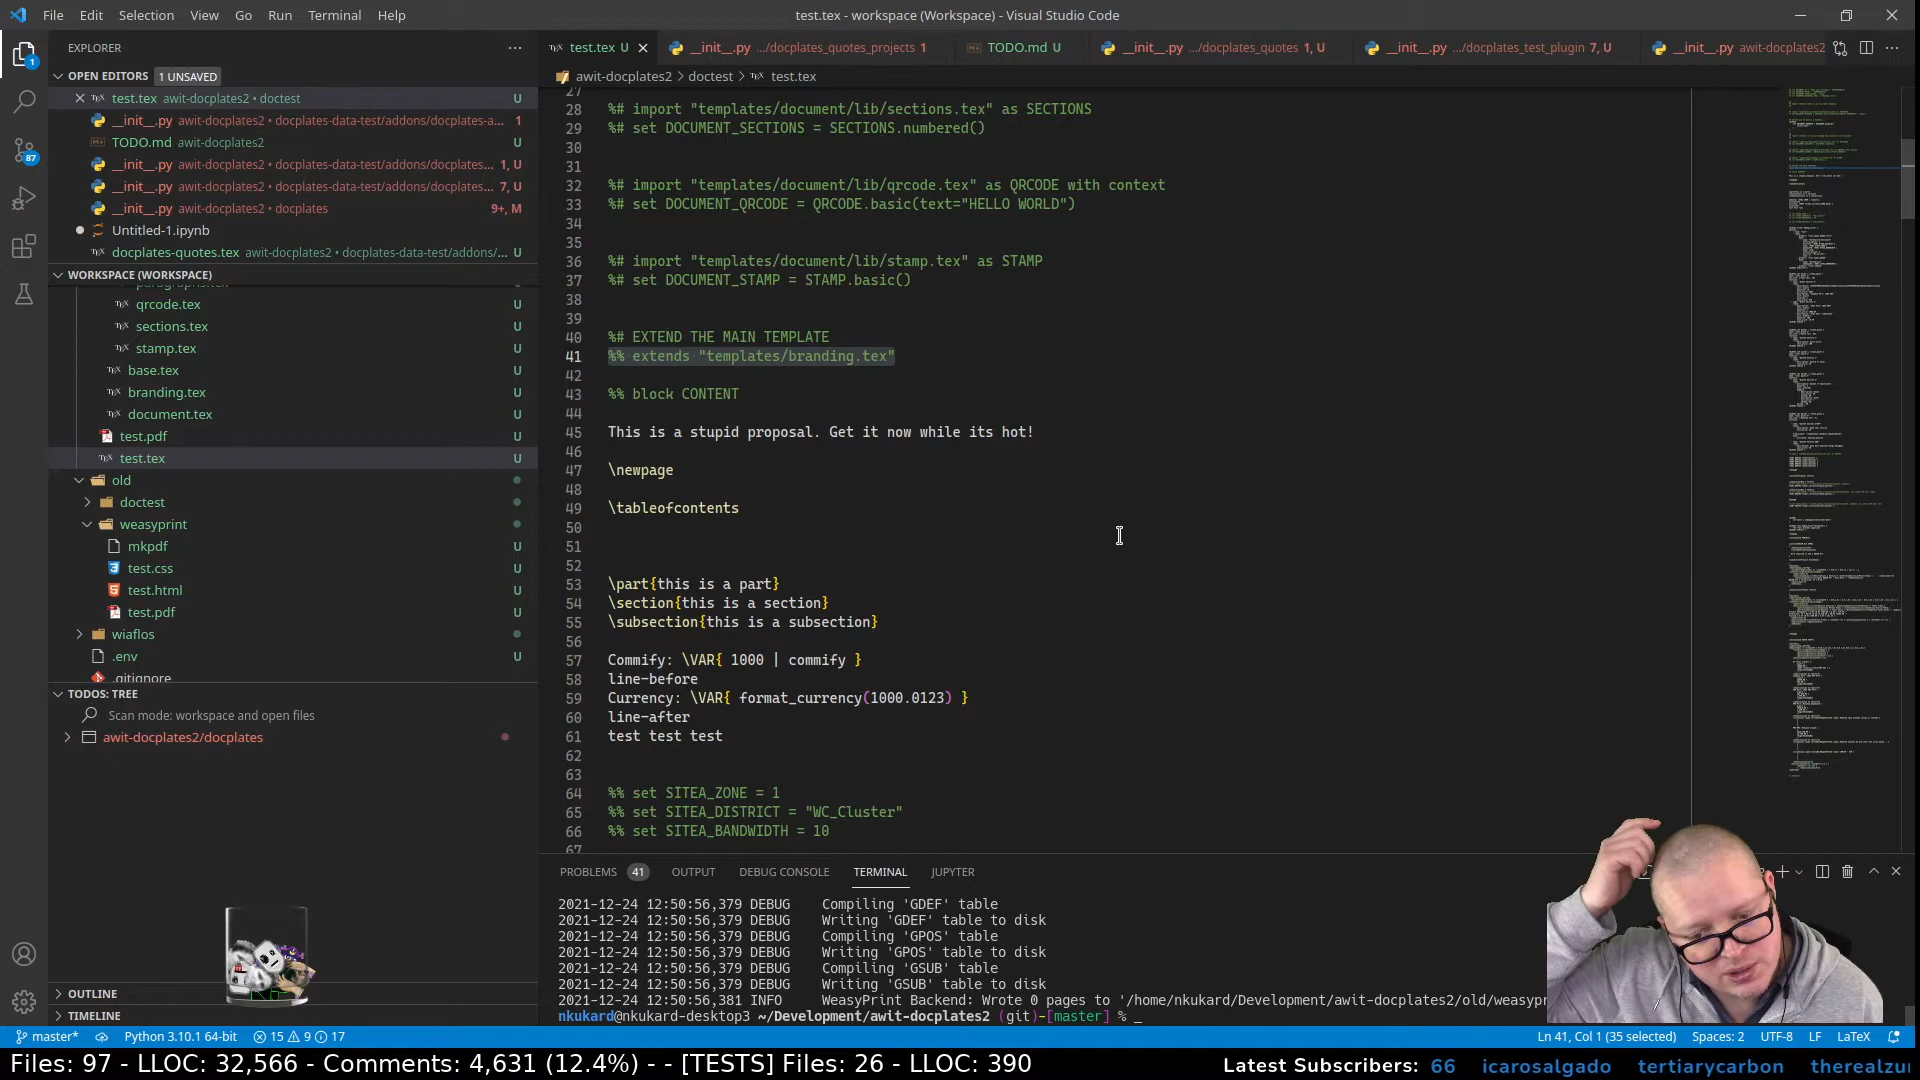 File Edit Selection View Go Run Terminal Help
test.tex - workspace (Workspace) - Visual Studio Code
EXPLORER
OPEN EDITORS 1 UNSAVED
test.tex awit-docplates2 • doctest U
__init__.py awit-docplates2 • docplates-data-test/addons/docplates-a... 1
TODO.md awit-docplates2 U
__init__.py awit-docplates2 • docplates-data-test/addons/docplates... 1, U
__init__.py awit-docplates2 • docplates-data-test/addons/docplates... 7, U
__init__.py awit-docplates2 • docplates 9+, M
Untitled-1.ipynb
docplates-quotes.tex awit-docplates2 • docplates-data-test/addons/... U
WORKSPACE (WORKSPACE)
qrcode.tex U
sections.tex U
stamp.tex U
base.tex U
branding.tex U
document.tex U
test.pdf U
test.tex U
old
doctest
weasyprint
mkpdf U
test.css U
test.html U
test.pdf U
wiaflos
.env U
.gitignore
TODOS: TREE
Scan mode: workspace and open files
awit-docplates2/docplates
OUTLINE
TIMELINE
1
87
test.tex U
__init__.py .../docplates_quotes_projects 1
TODO.md U
__init__.py .../docplates_quotes 1, U
__init__.py .../docplates_test_plugin 7, U
__init__.py awit-docplates2
awit-docplates2 > doctest > test.tex
27
28 %# import "templates/document/lib/sections.tex" as SECTIONS
29 %# set DOCUMENT_SECTIONS = SECTIONS.numbered()
30
31
32 %# import "templates/document/lib/qrcode.tex" as QRCODE with context
33 %# set DOCUMENT_QRCODE = QRCODE.basic(text="HELLO WORLD")
34
35
36 %# import "templates/document/lib/stamp.tex" as STAMP
37 %# set DOCUMENT_STAMP = STAMP.basic()
38
39
40 %# EXTEND THE MAIN TEMPLATE
41 %% extends "templates/branding.tex"
42
43 %% block CONTENT
44
45 This is a stupid proposal. Get it now while its hot!
46
47 \newpage
48
49 \tableofcontents
50
51
52
53 \part{this is a part}
54 \section{this is a section}
55 \subsection{this is a subsection}
56
57 Commify: \VAR{ 1000 | commify }
58 line-before
59 Currency: \VAR{ format_currency(1000.0123) }
60 line-after
61 test test test
62
63
64 %% set SITEA_ZONE = 1
65 %% set SITEA_DISTRICT = "WC_Cluster"
66 %% set SITEA_BANDWIDTH = 10
67
PROBLEMS 41 OUTPUT DEBUG CONSOLE TERMINAL JUPYTER
2021-12-24 12:50:56,379 DEBUG Compiling 'GDEF' table
2021-12-24 12:50:56,379 DEBUG Writing 'GDEF' table to disk
2021-12-24 12:50:56,379 DEBUG Compiling 'GPOS' table
2021-12-24 12:50:56,379 DEBUG Writing 'GPOS' table to disk
2021-12-24 12:50:56,379 DEBUG Compiling 'GSUB' table
2021-12-24 12:50:56,379 DEBUG Writing 'GSUB' table to disk
2021-12-24 12:50:56,381 INFO WeasyPrint Backend: Wrote 0 pages to '/home/nkukard/Development/awit-docplates2/old/weasypr
nkukard@nkukard-desktop3 ~/Development/awit-docplates2 (git)-[master] % _
master* Python 3.10.1 64-bit 15 9 17
Ln 41, Col 1 (35 selected) Spaces: 2 UTF-8 LF LaTeX
Files: 97 - LLOC: 32,566 - Comments: 4,631 (12.4%) - - [TESTS] Files: 26 - LLOC: 390
Latest Subscribers: 66 icarosalgado tertiarycarbon therealzu